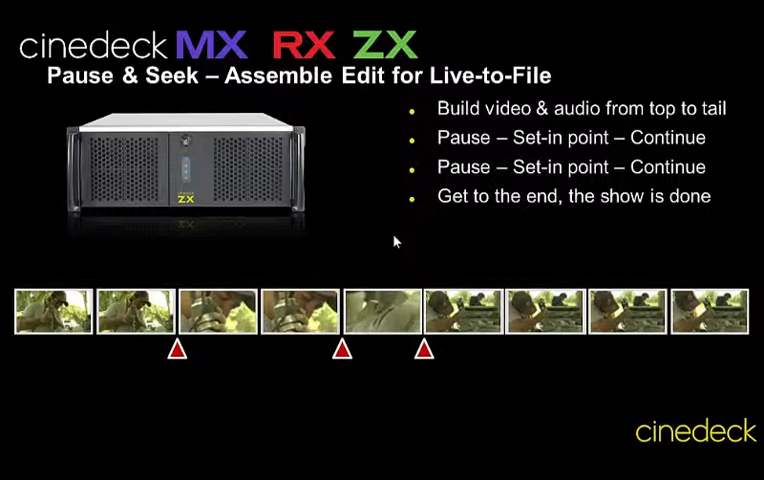 cinedeck MX RX ZX
Pause & Seek – Assemble Edit for Live-to-File
Build video & audio from top to tail
Pause – Set-in point – Continue
Pause – Set-in point – Continue
Get to the end, the show is done
ZX
cinedeck